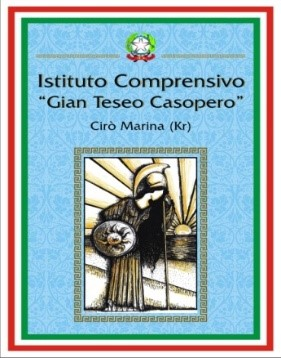 Istituto Comprensivo
“Gian Teseo Casopero”
Cirò Marina (Kr)